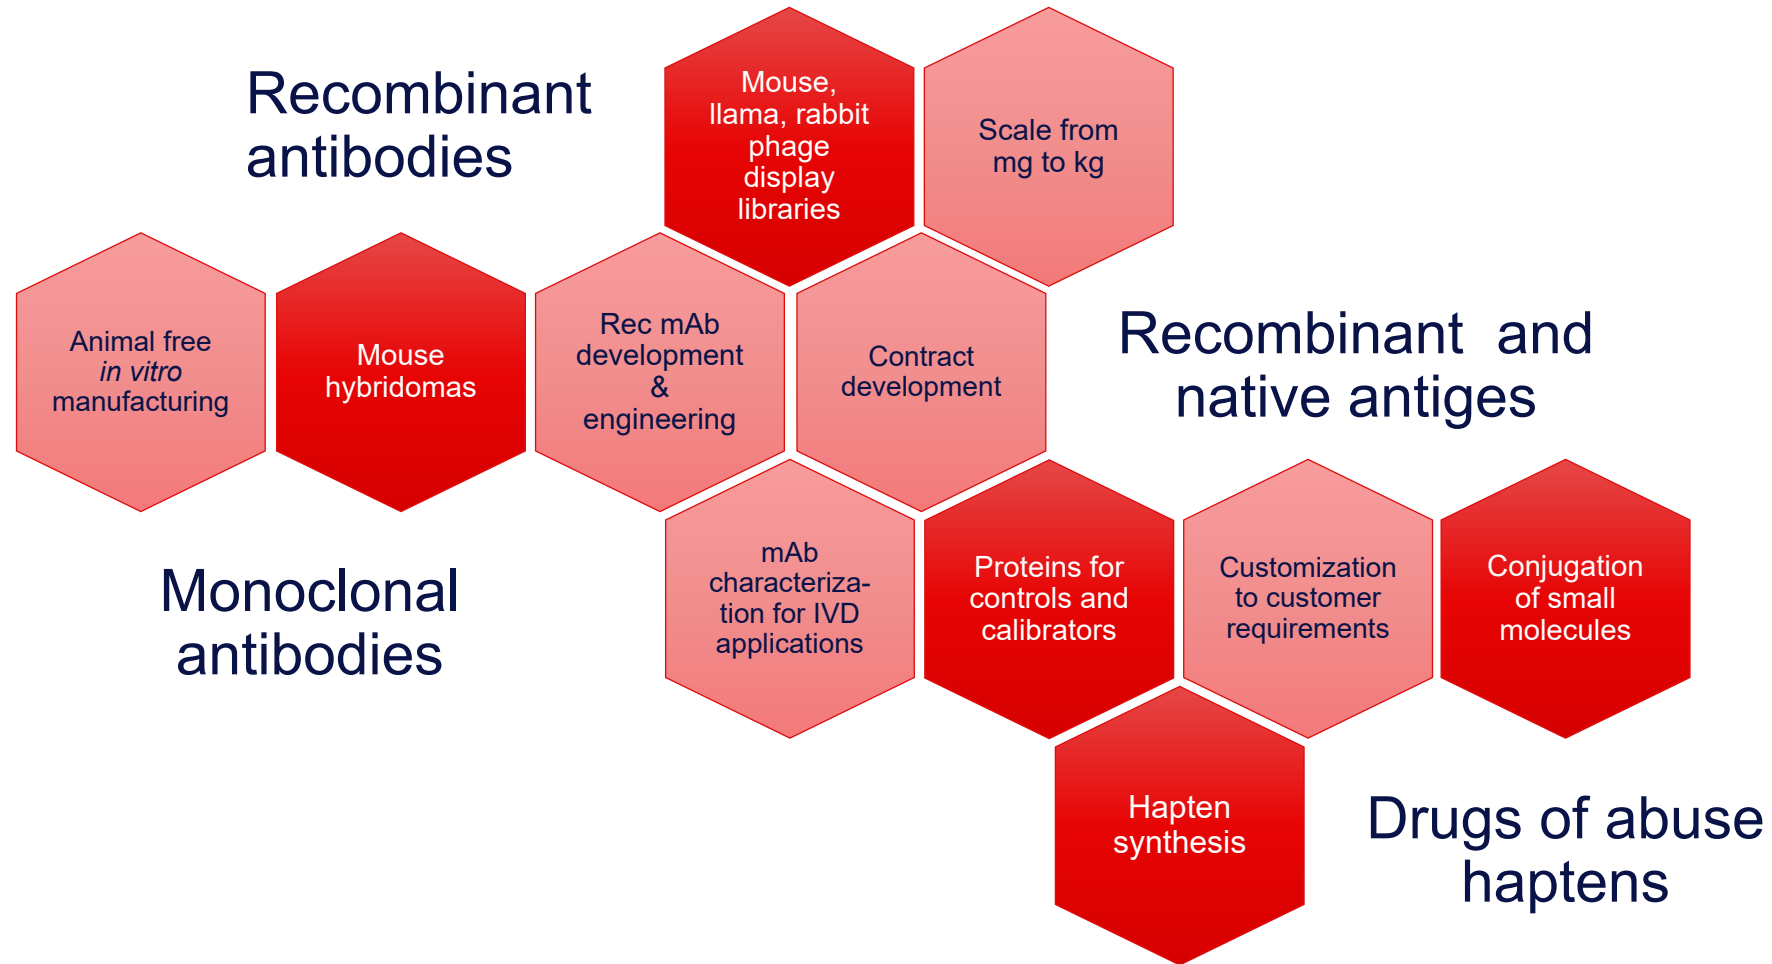 Recombinant
antibodies
Mouse,
llama, rabbit
phage
display
libraries
Scale from
mg to kg
Animal free
in vitro
manufacturing
Mouse
hybridomas
Rec mAb
development
&
engineering
Contract
development
Recombinant  and
native antiges
Monoclonal
antibodies
mAb
characteriza-
tion for IVD
applications
Proteins for
controls and
calibrators
Customization
to customer
requirements
Conjugation
of small
molecules
Hapten
synthesis
Drugs of abuse
haptens